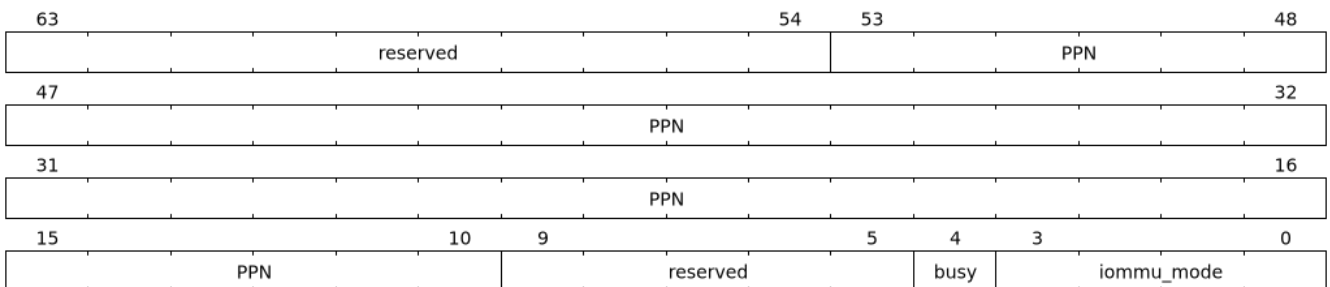 63 54 53 48
reserved PPN
47 32
PPN
31 16
PPN
15 10 9 5 4 3 0
PPN reserved busy iommu_mode